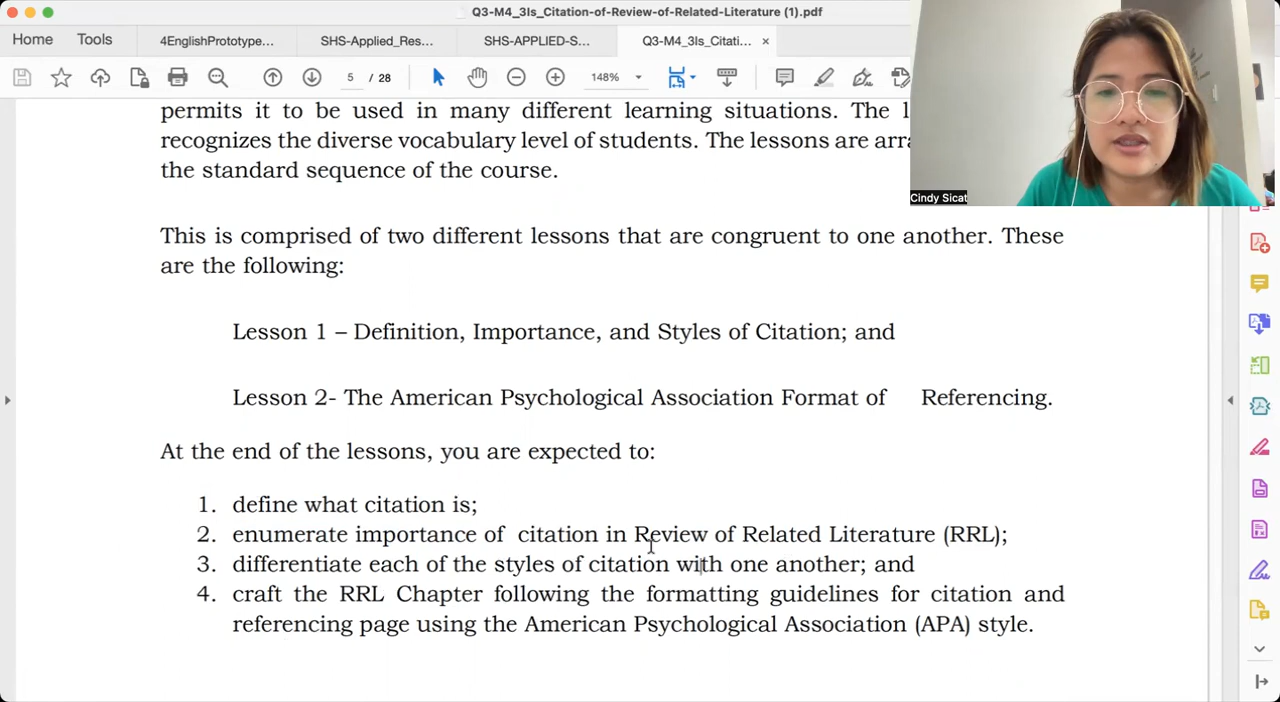 Q3-M4_3Is_Citation-of-Review-of-Related-Literature (1).pdf
Home Tools 4EnglishPrototype... SHS-Applied_Res... SHS-APPLIED-S... Q3-M4_3Is_Citati... ×
5 / 28 148%
permits it to be used in many different learning situations. The
recognizes the diverse vocabulary level of students. The lessons are
the standard sequence of the course.
Cindy Sicat
This is comprised of two different lessons that are congruent to one another. These
are the following:
Lesson 1 – Definition, Importance, and Styles of Citation; and
Lesson 2- The American Psychological Association Format of Referencing.
At the end of the lessons, you are expected to:
1. define what citation is;
2. enumerate importance of citation in Review of Related Literature (RRL);
3. differentiate each of the styles of citation with one another; and
4. craft the RRL Chapter following the formatting guidelines for citation and
referencing page using the American Psychological Association (APA) style.